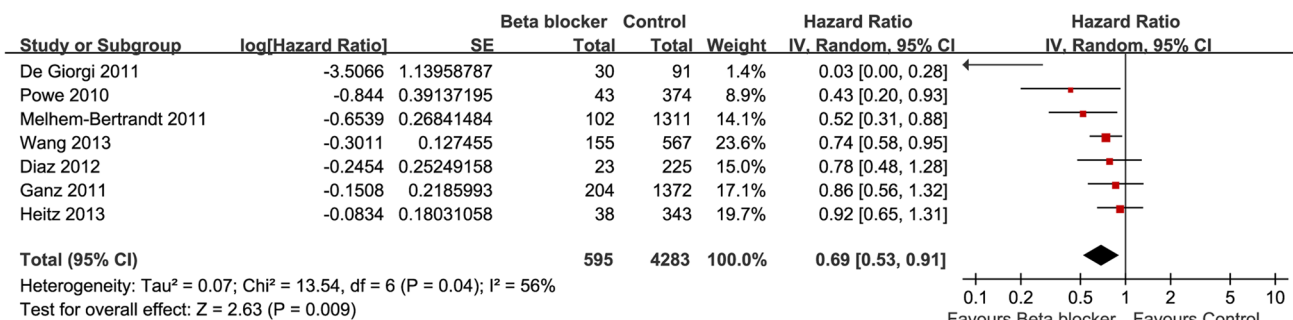 Beta blocker Control Hazard Ratio Hazard Ratio
Study or Subgroup log[Hazard Ratio] SE Total Total Weight IV, Random, 95% CI IV, Random, 95% CI
De Giorgi 2011 -3.5066 1.13958787 30 91 1.4% 0.03 [0.00, 0.28]
Powe 2010 -0.844 0.39137195 43 374 8.9% 0.43 [0.20, 0.93]
Melhem-Bertrandt 2011 -0.6539 0.26841484 102 1311 14.1% 0.52 [0.31, 0.88]
Wang 2013 -0.3011 0.127455 155 567 23.6% 0.74 [0.58, 0.95]
Diaz 2012 -0.2454 0.25249158 23 225 15.0% 0.78 [0.48, 1.28]
Ganz 2011 -0.1508 0.2185993 204 1372 17.1% 0.86 [0.56, 1.32]
Heitz 2013 -0.0834 0.18031058 38 343 19.7% 0.92 [0.65, 1.31]
Total (95% CI) 595 4283 100.0% 0.69 [0.53, 0.91]
Heterogeneity: Tau² = 0.07; Chi² = 13.54, df = 6 (P = 0.04); I² = 56%
Test for overall effect: Z = 2.63 (P = 0.009)
0.1 0.2 0.5 1 2 5 10
Favours Beta blocker Favours Control